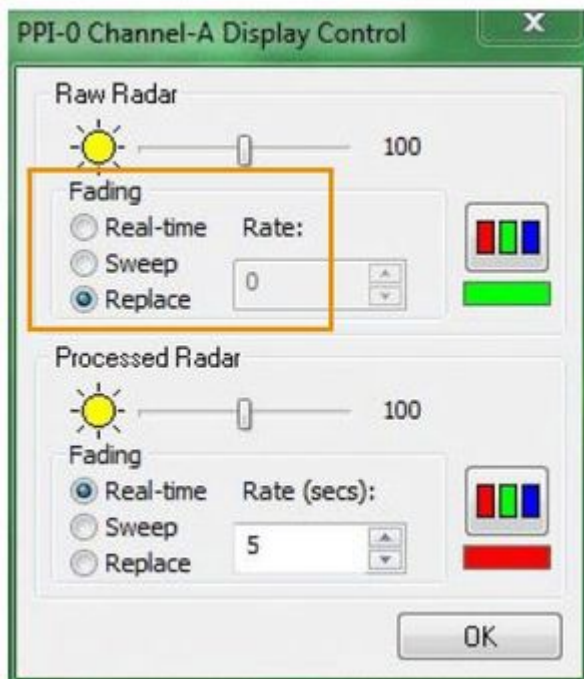 PPI-0 Channel-A Display Control
X
Raw Radar
100
Fading
Real-time Rate:
Sweep
0
Replace
Processed Radar
100
Fading
Real-time Rate (secs):
Sweep
5
Replace
OK